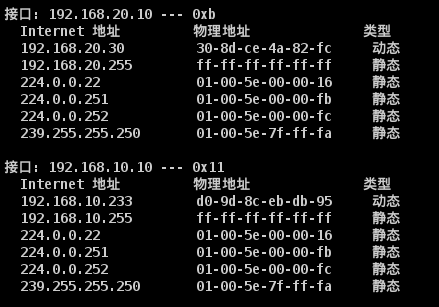 接口: 192.168.20.10 --- 0xb
Internet 地址 物理地址 类型
192.168.20.30 30-8d-ce-4a-82-fc 动态
192.168.20.255 ff-ff-ff-ff-ff-ff 静态
224.0.0.22 01-00-5e-00-00-16 静态
224.0.0.251 01-00-5e-00-00-fb 静态
224.0.0.252 01-00-5e-00-00-fc 静态
239.255.255.250 01-00-5e-7f-ff-fa 静态
接口: 192.168.10.10 --- 0x11
Internet 地址 物理地址 类型
192.168.10.233 d0-9d-8c-eb-db-95 动态
192.168.10.255 ff-ff-ff-ff-ff-ff 静态
224.0.0.22 01-00-5e-00-00-16 静态
224.0.0.251 01-00-5e-00-00-fb 静态
224.0.0.252 01-00-5e-00-00-fc 静态
239.255.255.250 01-00-5e-7f-ff-fa 静态